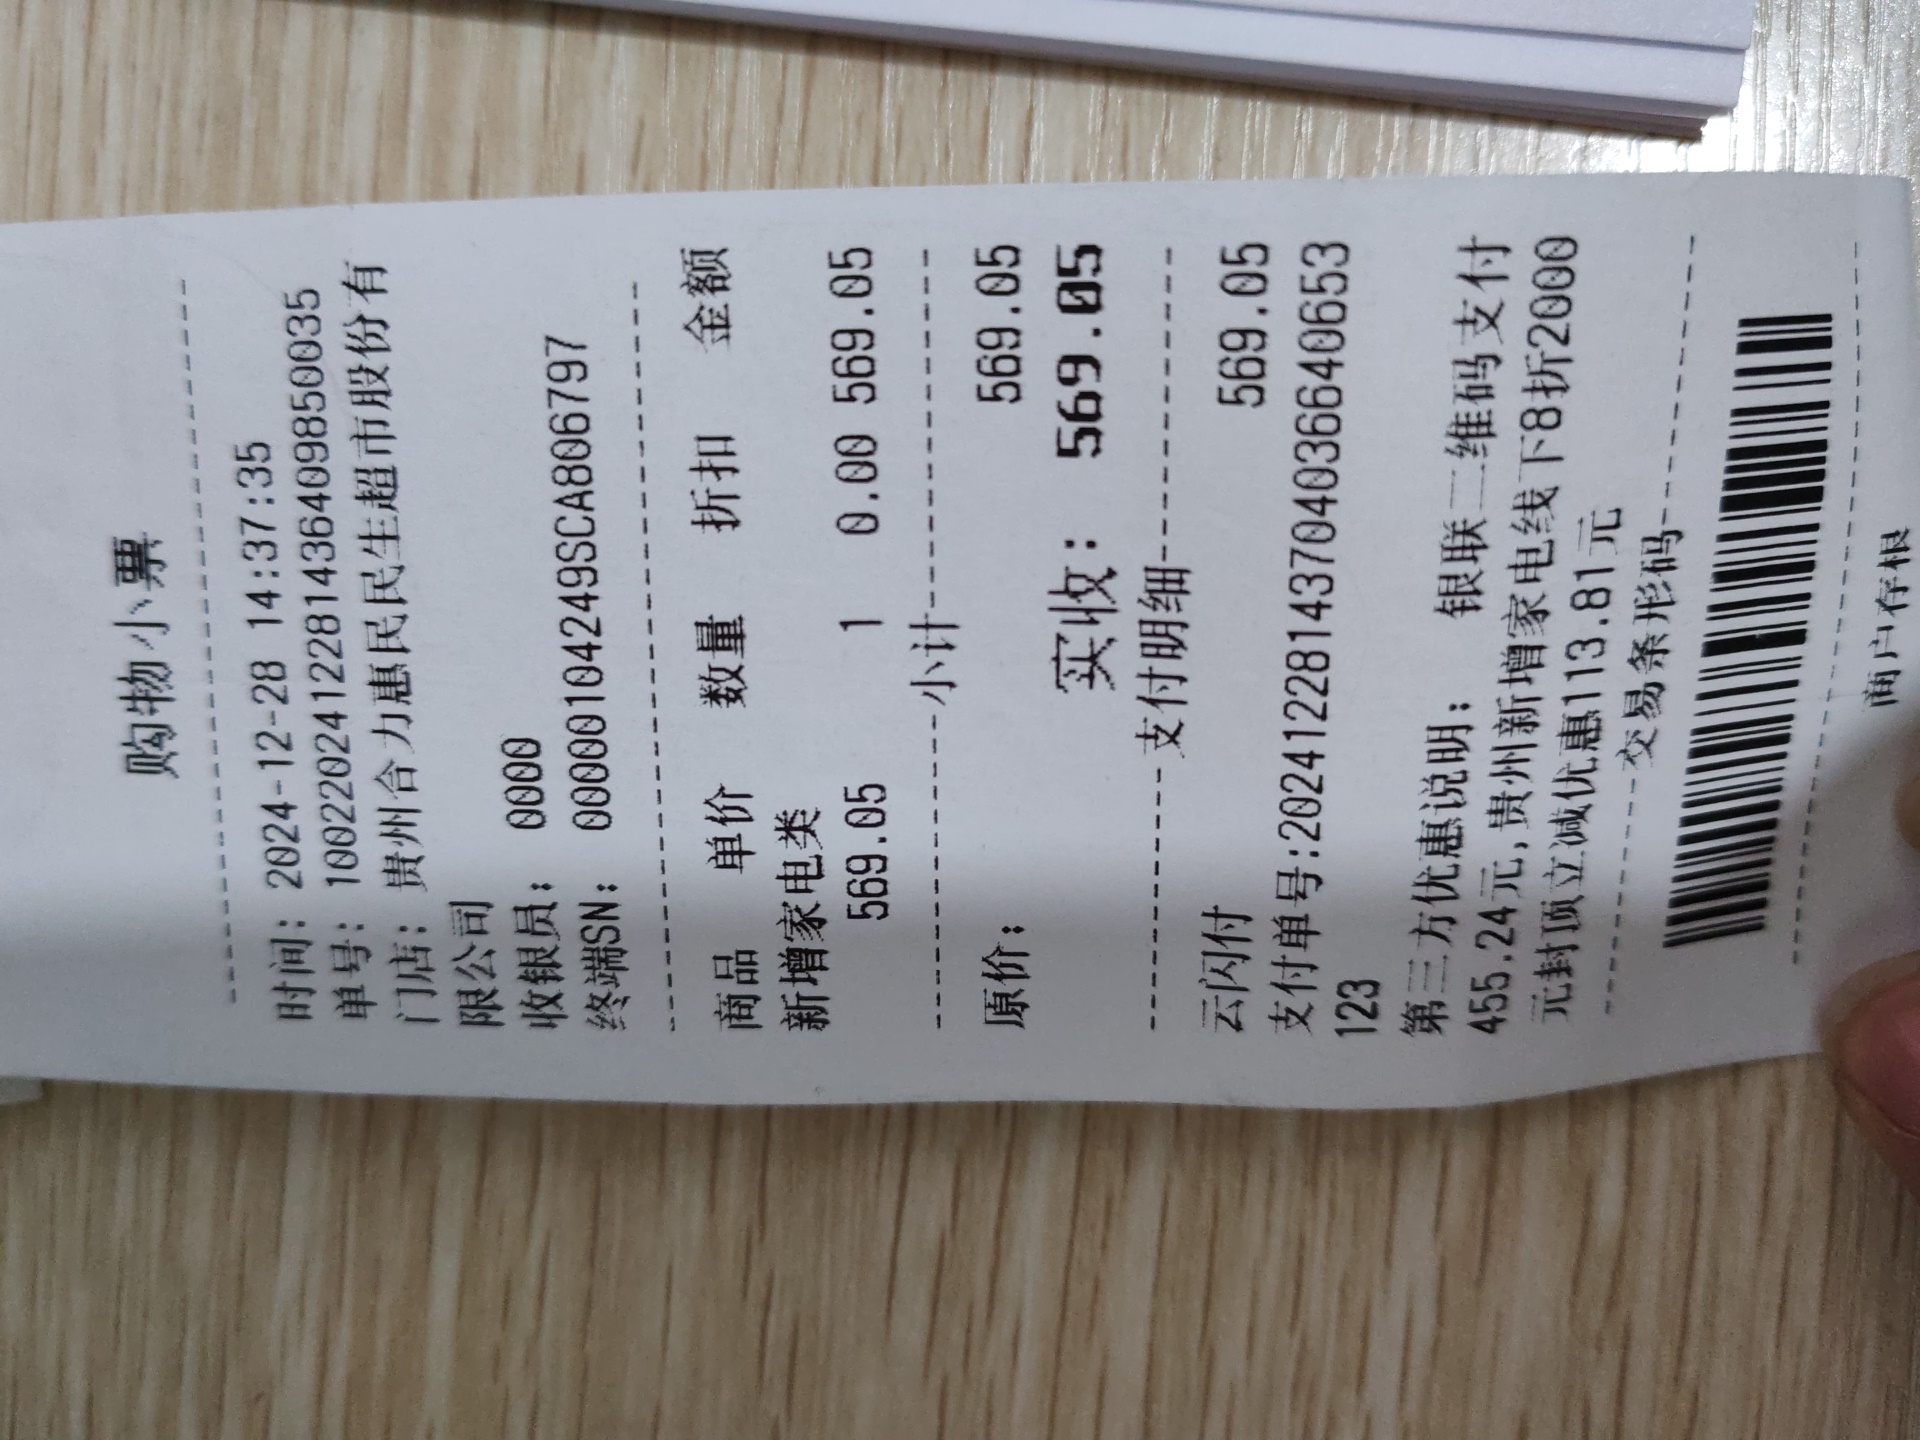 购物小票
时间: 2024-12-28 14:37:35
单号: 100220241228143640985​0035
门店: 贵州合力惠民民生超市股份有
限公司
收银员: 0000
终端SN: 00000104249SCA806797
商品 单价 数量 折扣 金额
新增家电类
569.05 1 0.00 569.05
小计
原价: 569.05
实收: 569.05
支付明细
云闪付 569.05
支付单号:20241228143704036640653
123
第三方优惠说明: 银联二维码支付
455.24元,贵州新增家电线下8折2000
元封顶立减优惠113.81元
交易条形码
商户存根